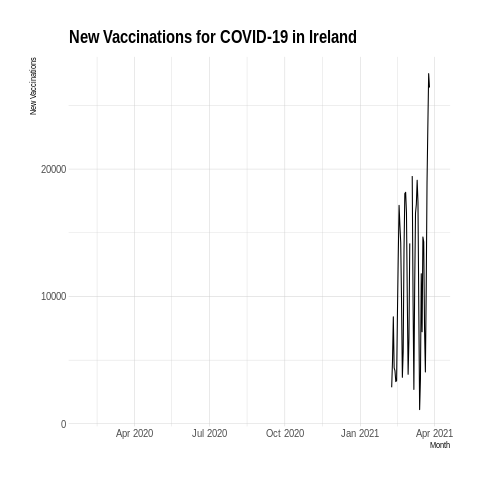 New Vaccinations for COVID-19 in Ireland
New Vaccinations
20000
10000
0
Apr 2020
Jul 2020
Oct 2020
Jan 2021
Apr 2021
Month